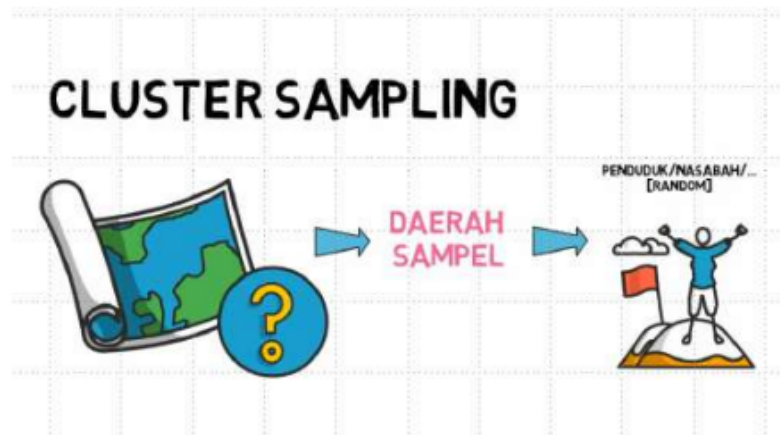 CLUSTER SAMPLING
PENDUDUK/NASABAH/...
[RANDOM]
DAERAH
SAMPEL
?